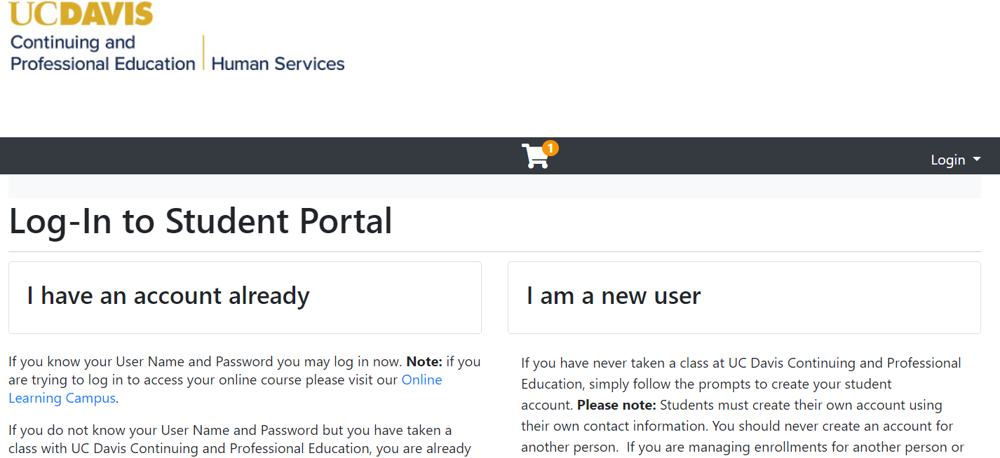 UCDAVIS
Continuing and
Professional Education | Human Services
1
Login
Log-In to Student Portal
I have an account already
If you know your User Name and Password you may log in now. Note: if you
are trying to log in to access your online course please visit our Online
Learning Campus.
If you do not know your User Name and Password but you have taken a
class with UC Davis Continuing and Professional Education, you are already
I am a new user
If you have never taken a class at UC Davis Continuing and Professional
Education, simply follow the prompts to create your student
account. Please note: Students must create their own account using
their own contact information. You should never create an account for
another person.  If you are managing enrollments for another person or